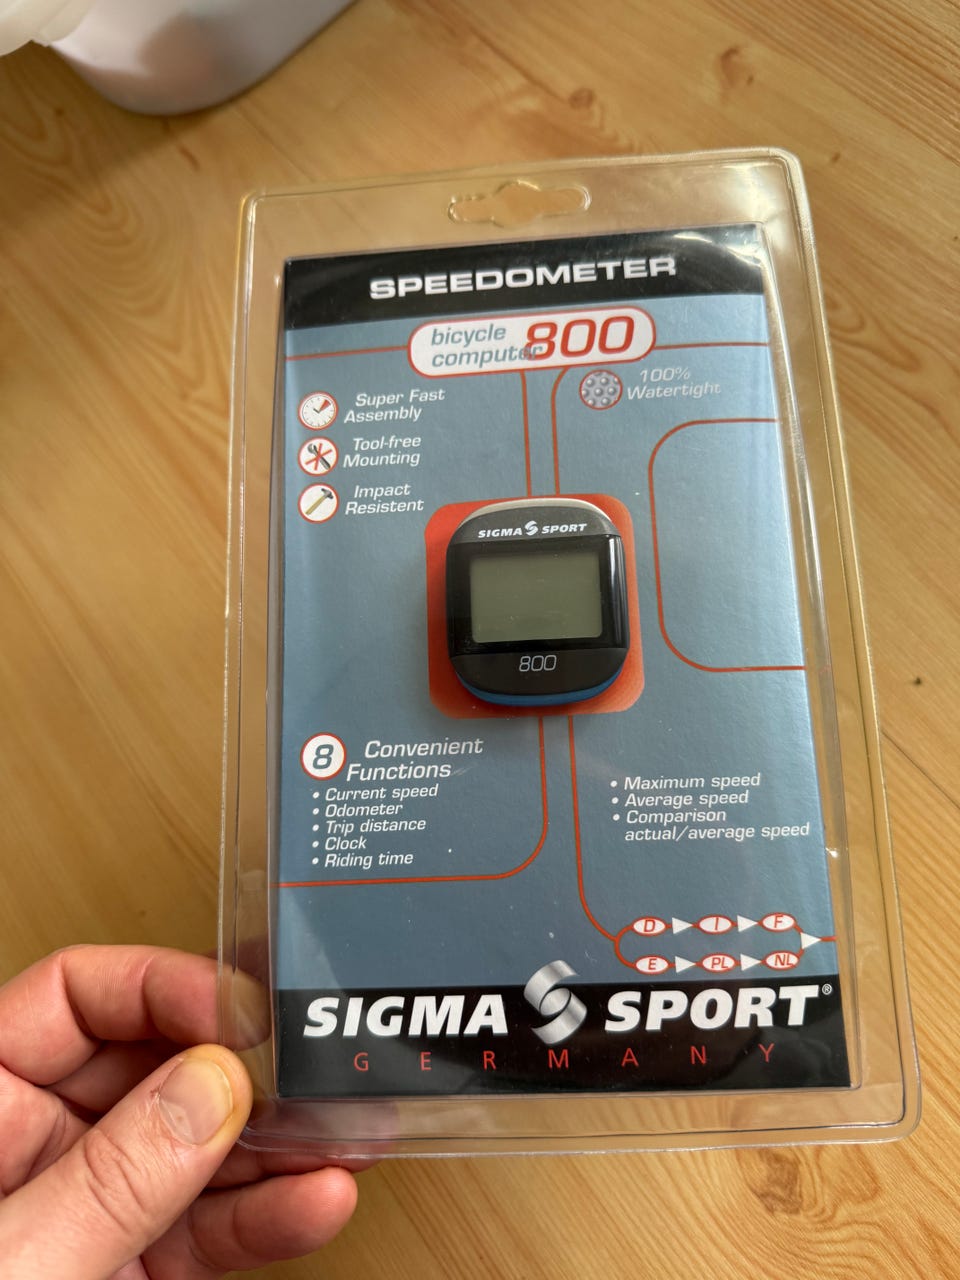 SPEEDOMETER
bicycle
computer 800
100%
Watertight
Super Fast
Assembly
Tool-free
Mounting
Impact
Resistent
SIGMA SPORT
800
8 Convenient
Functions
• Current speed
• Odometer
• Trip distance
• Clock
• Riding time
• Maximum speed
• Average speed
• Comparison
actual/average speed
D I F
E PL NL
SIGMA SPORT®
GERMANY